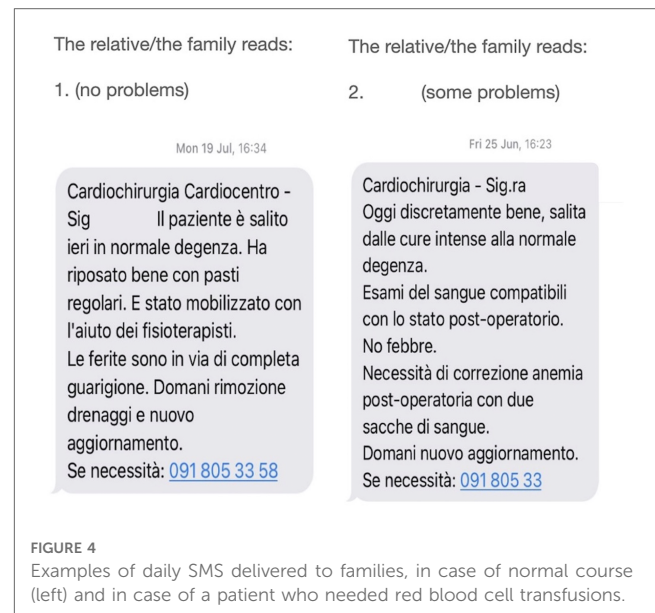 The relative/the family reads:
1. (no problems)
Mon 19 Jul, 16:34
Cardiochirurgia Cardiocentro -
Sig Il paziente è salito
ieri in normale degenza. Ha
riposato bene con pasti
regolari. E stato mobilizzato con
l'aiuto dei fisioterapisti.
Le ferite sono in via di completa
guarigione. Domani rimozione
drenaggi e nuovo
aggiornamento.
Se necessità: 091 805 33 58
The relative/the family reads:
2. (some problems)
Fri 25 Jun, 16:23
Cardiochirurgia - Sig.ra
Oggi discretamente bene, salita
dalle cure intense alla normale
degenza.
Esami del sangue compatibili
con lo stato post-operatorio.
No febbre.
Necessità di correzione anemia
post-operatoria con due
sacche di sangue.
Domani nuovo aggiornamento.
Se necessità: 091 805 33
FIGURE 4
Examples of daily SMS delivered to families, in case of normal course
(left) and in case of a patient who needed red blood cell transfusions.